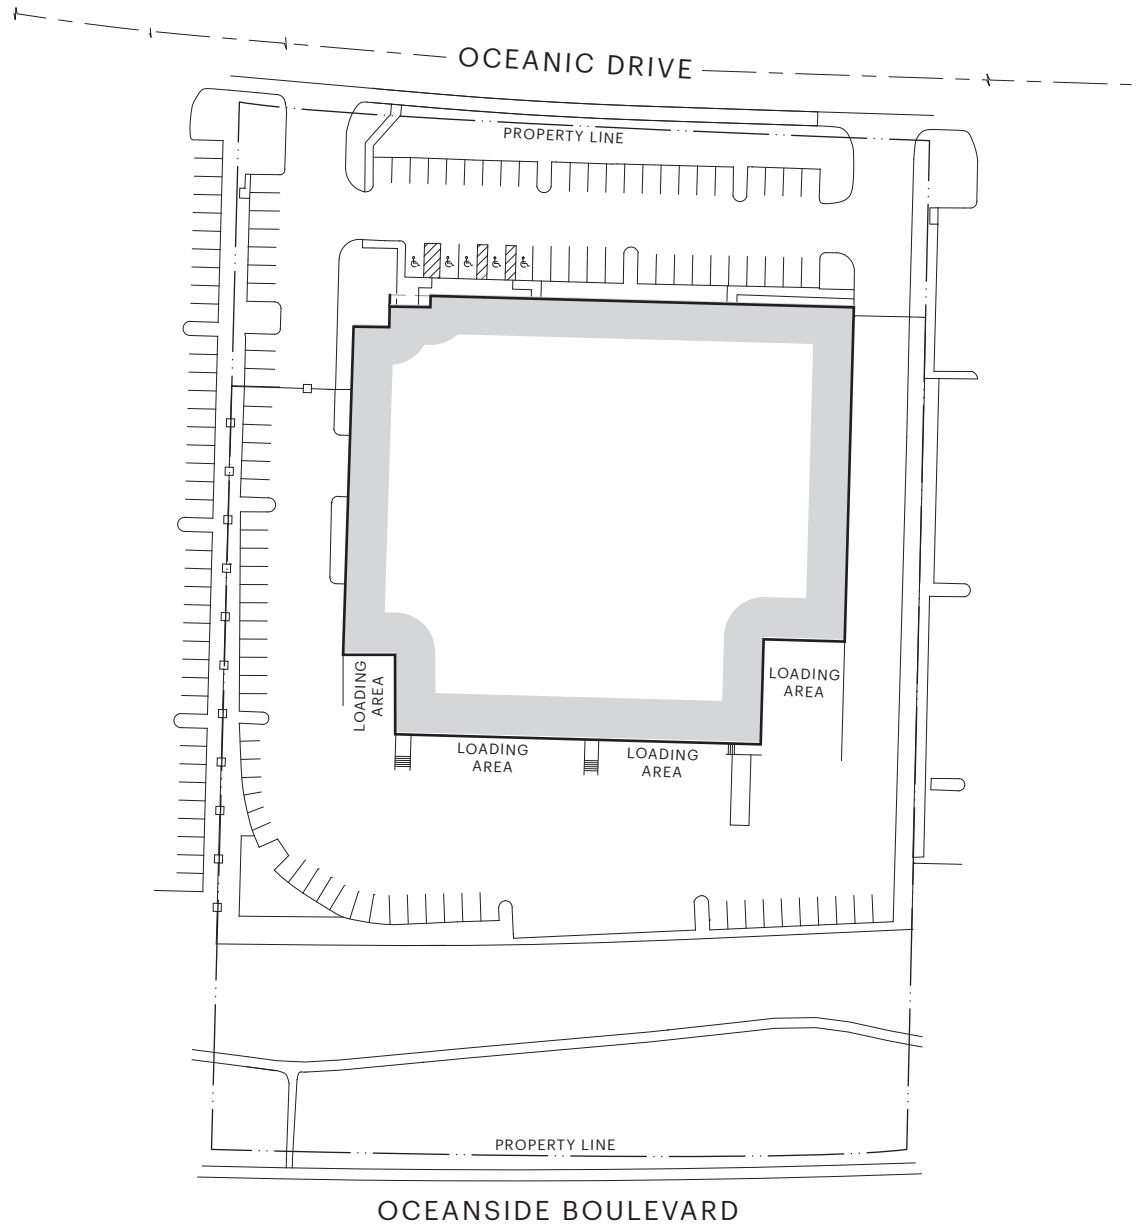 OCEANIC DRIVE
PROPERTY LINE
LOADING
AREA
LOADING
AREA
LOADING
AREA
LOADING
AREA
PROPERTY LINE
OCEANSIDE BOULEVARD